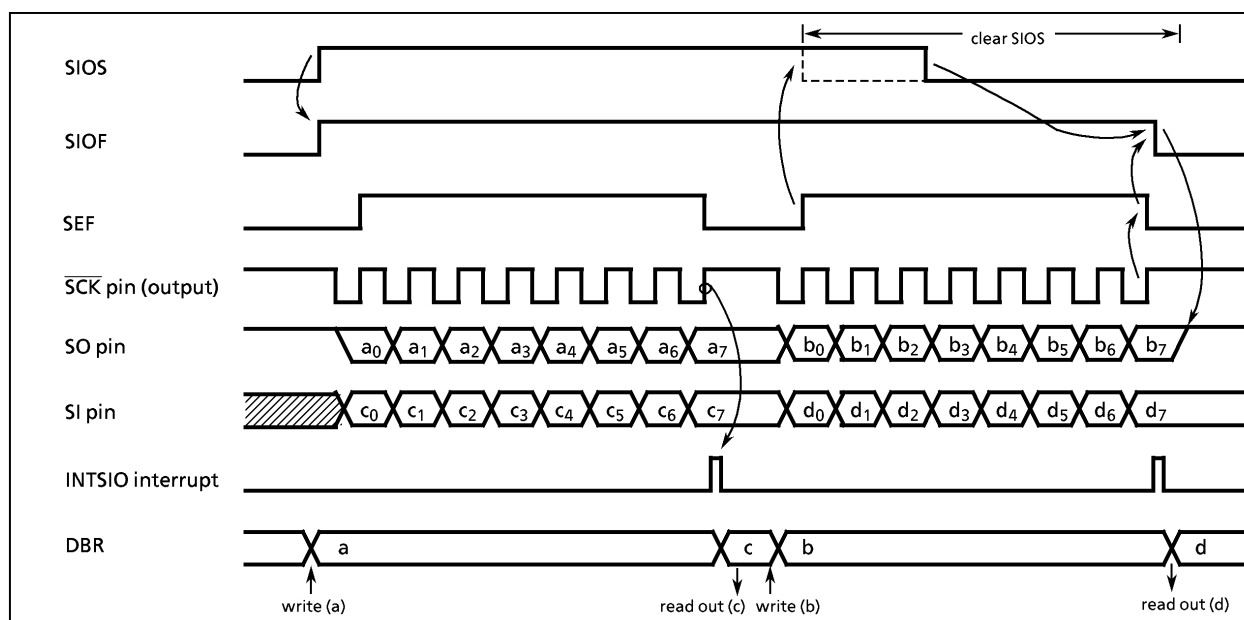 clear SIOS
SIOS
SIOF
SEF
S̅C̅K̅ pin (output)
SO pin a₀ a₁ a₂ a₃ a₄ a₅ a₆ a₇ b₀ b₁ b₂ b₃ b₄ b₅ b₆ b₇
SI pin c₀ c₁ c₂ c₃ c₄ c₅ c₆ c₇ d₀ d₁ d₂ d₃ d₄ d₅ d₆ d₇
INTSIO interrupt
DBR a c b d
write (a) read out (c) write (b) read out (d)